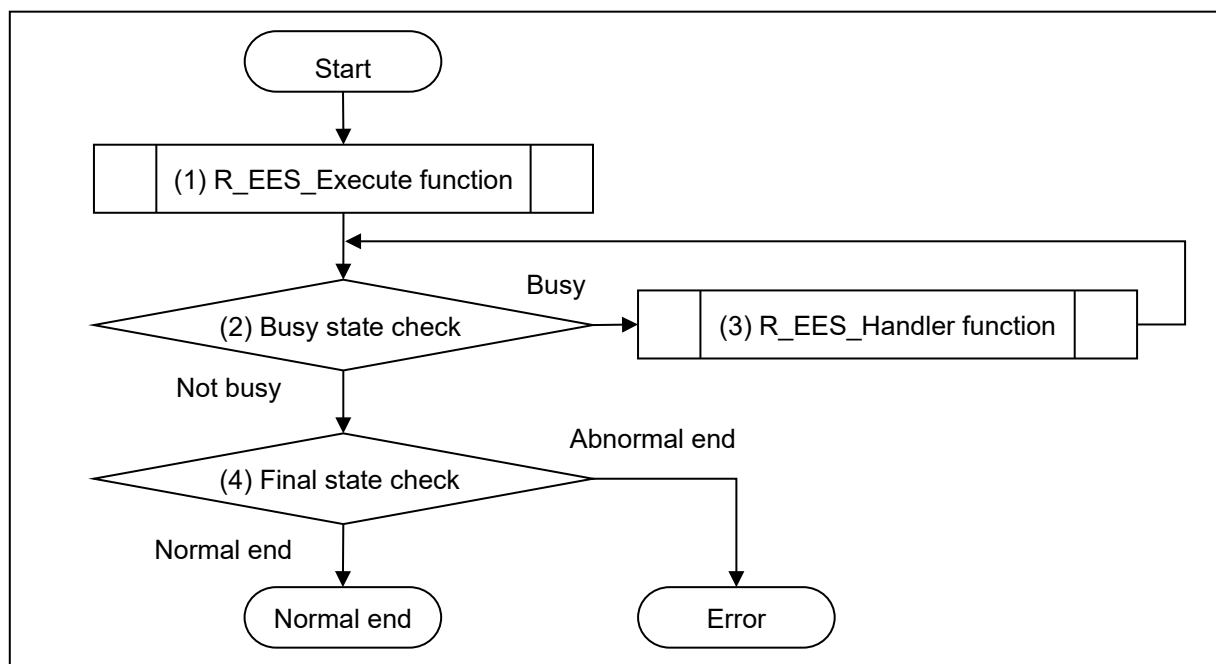 Start
(1) R_EES_Execute function
Busy
(2) Busy state check
(3) R_EES_Handler function
Not busy
Abnormal end
(4) Final state check
Normal end
Normal end
Error